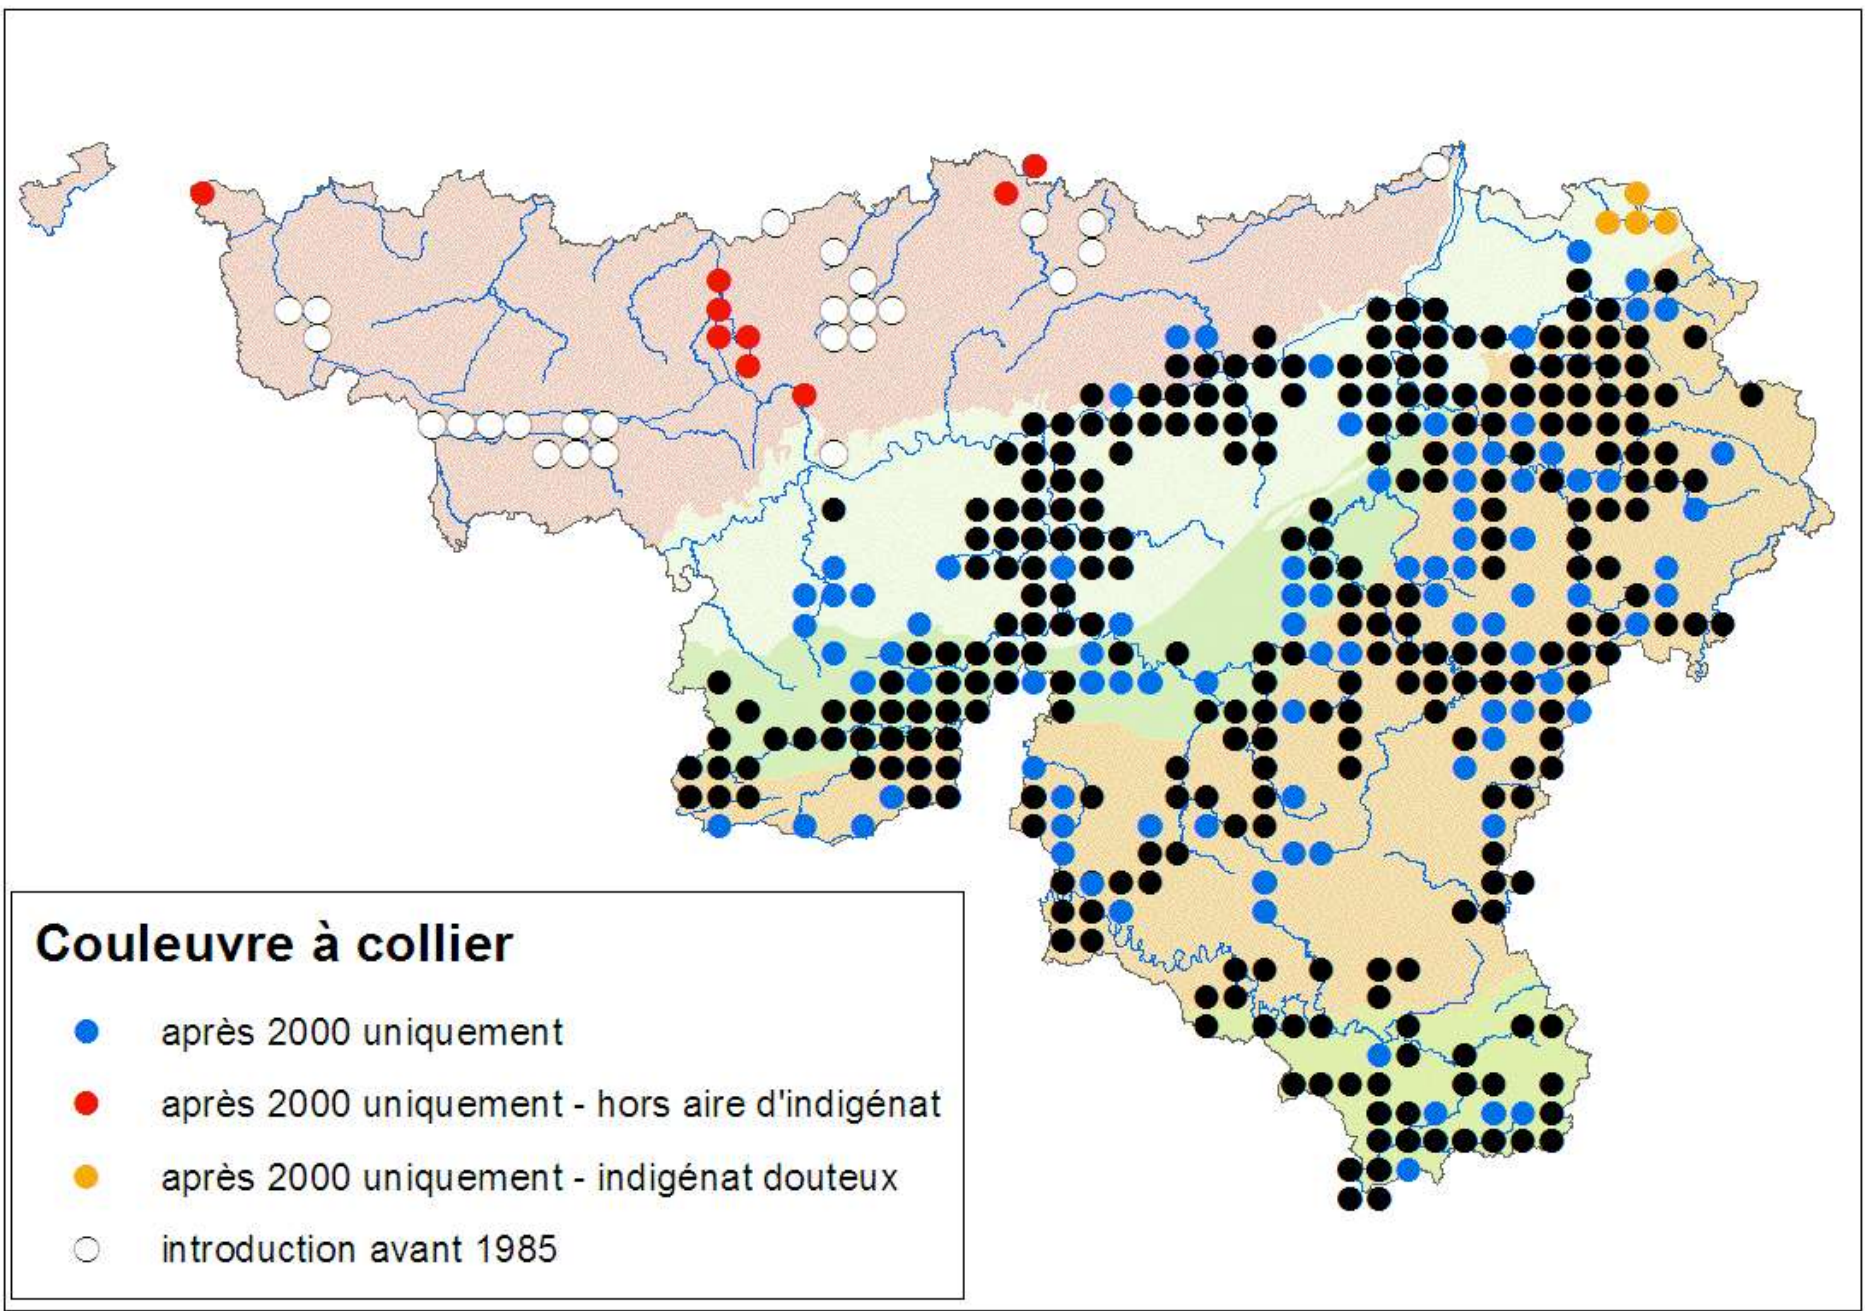 Couleuvre à collier
après 2000 uniquement
après 2000 uniquement - hors aire d'indigénat
après 2000 uniquement - indigénat douteux
introduction avant 1985